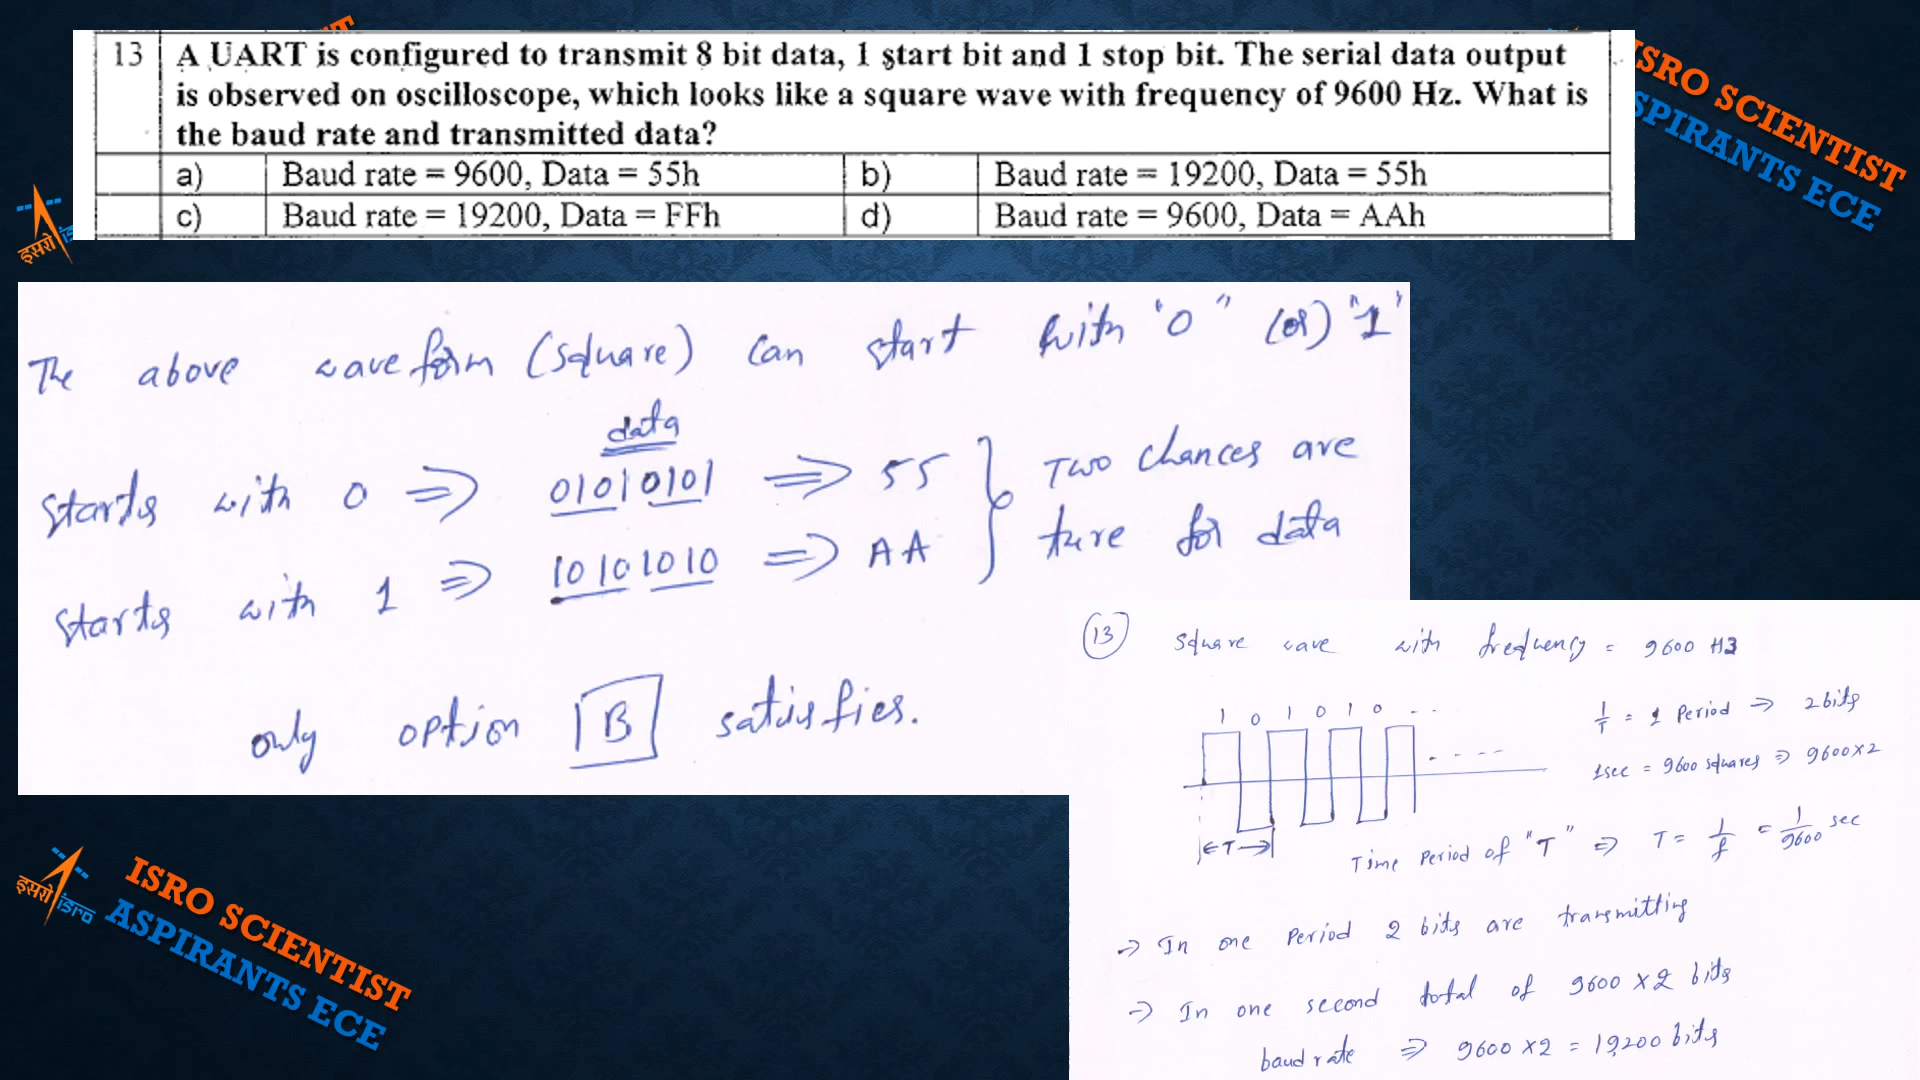 13 A UART is configured to transmit 8 bit data, 1 start bit and 1 stop bit. The serial data output
is observed on oscilloscope, which looks like a square wave with frequency of 9600 Hz. What is
the baud rate and transmitted data?
a) Baud rate = 9600, Data = 55h b) Baud rate = 19200, Data = 55h
c) Baud rate = 19200, Data = FFh d) Baud rate = 9600, Data = AAh
ISRO SCIENTIST
ASPIRANTS ECE
इसरो isro
The above waveform (square) can start with "0" (or) "1"
data
starts with 0 ⇒ 01010101 ⇒ 55 } Two chances are
starts with 1 ⇒ 10101010 ⇒ AA } there for data
only option B satisfies.
(13) Square wave with frequency = 9600 Hz
1 0 1 0 1 0 - -
1/T = 1 Period ⇒ 2 bits
1sec = 9600 squares ⇒ 9600x2
←T→
Time Period of "T" ⇒ T = 1/f = 1/9600 sec
→ In one Period 2 bits are transmitting
→ In one second total of 9600 x 2 bits
baud rate ⇒ 9600 x2 = 19200 bits
इसरो isro
ISRO SCIENTIST
ASPIRANTS ECE